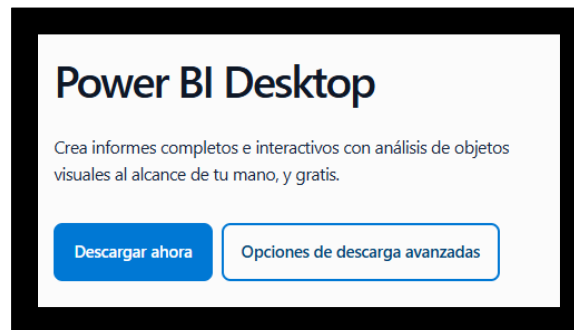 Power BI Desktop
Crea informes completos e interactivos con análisis de objetos
visuales al alcance de tu mano, y gratis.
Descargar ahora
Opciones de descarga avanzadas